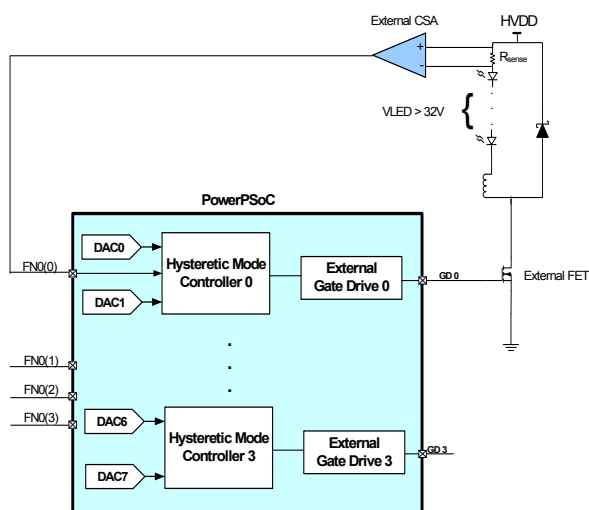 External CSA
HVDD
+
-
Rsense
VLED > 32V
{
PowerPSoC
DAC0
FN0(0)
Hysteretic Mode
Controller 0
External
Gate Drive 0
GD 0
External FET
DAC1
.
.
.
FN0(1)
FN0(2)
FN0(3)
DAC6
Hysteretic Mode
Controller 3
External
Gate Drive 3
GD 3
DAC7